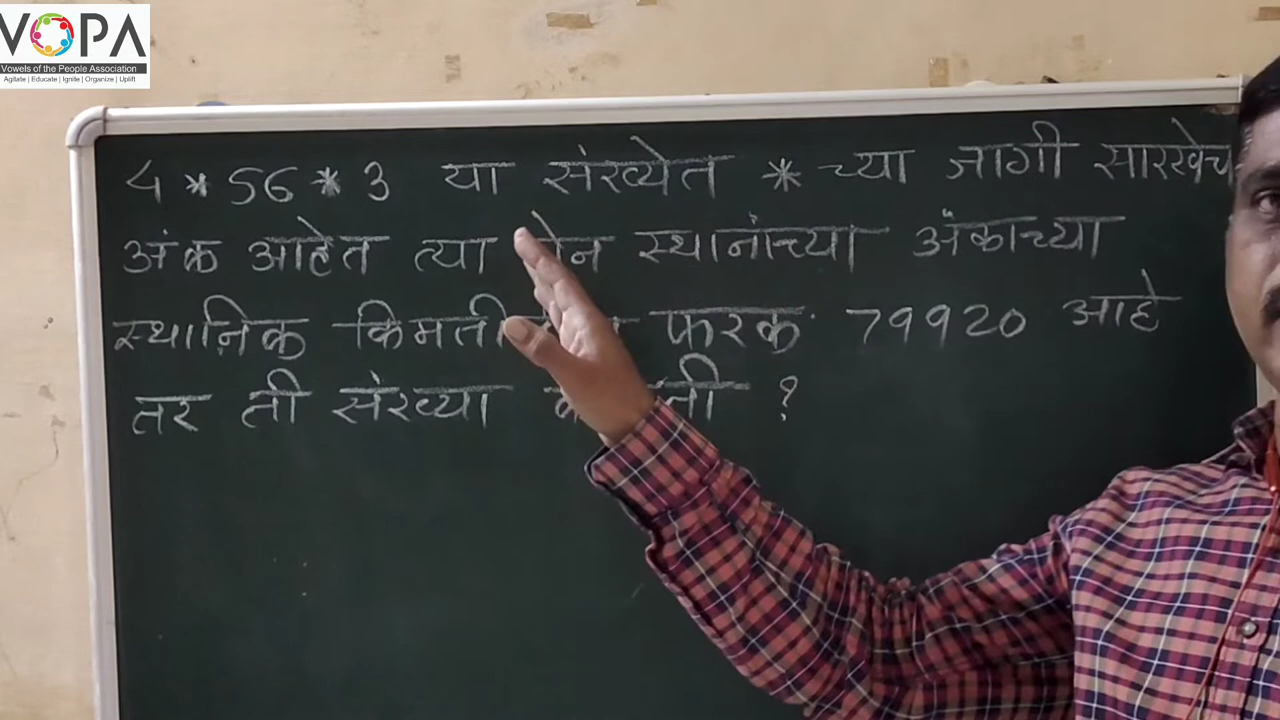 VOPA
Vowels of the People Association
Agitate | Educate | Ignite | Organize | Uplift
4 * 56 * 3 या संख्येत * च्या जागी सारखेच
अंक आहेत त्या स्थानांच्या अंकांच्या
स्थानिक किमती फरक 79920 आहे
तर ती संख्या ?